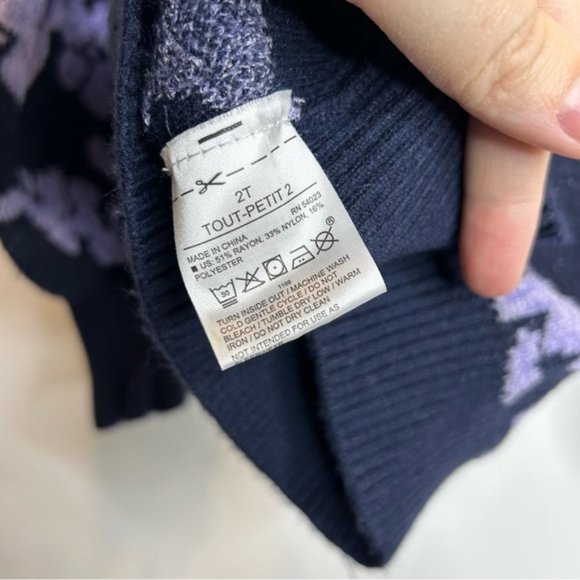 2T
TOUT-PETIT 2
RN 54023
MADE IN CHINA
■ US: 51% RAYON, 33% NYLON, 16%
POLYESTER
30
1166
TURN INSIDE OUT / MACHINE WASH
COLD GENTLE CYCLE / DO NOT
BLEACH / TUMBLE DRY LOW / WARM
IRON / DO NOT DRY CLEAN
NOT INTENDED FOR USE AS